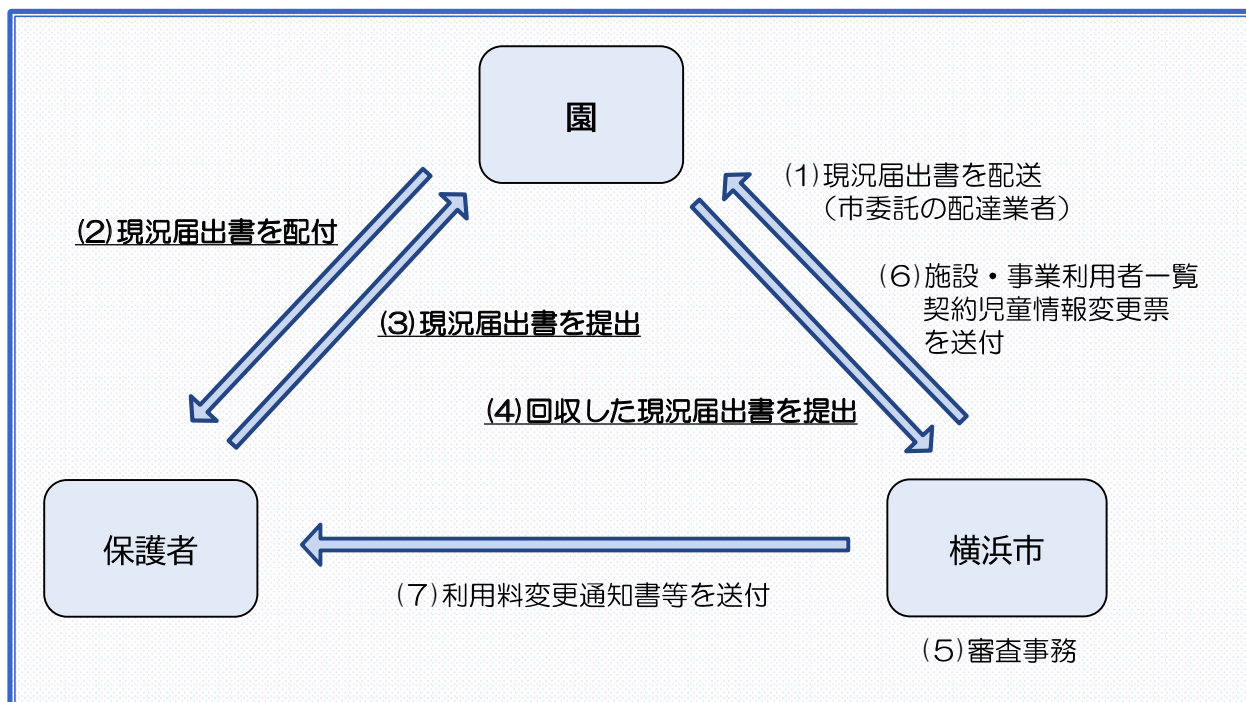 園
(1)現況届出書を配送
（市委託の配達業者）
(2)現況届出書を配付
(6)施設・事業利用者一覧
契約児童情報変更票
を送付
(3)現況届出書を提出
(4)回収した現況届出書を提出
保護者
横浜市
(7)利用料変更通知書等を送付
(5)審査事務